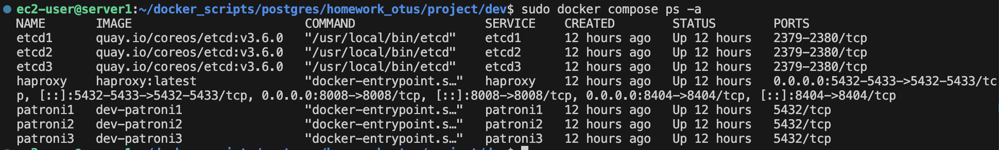 ec2-user@server1:~/docker_scripts/postgres/homework_otus/project/dev$ sudo docker compose ps -a
NAME IMAGE COMMAND SERVICE CREATED STATUS PORTS
etcd1 quay.io/coreos/etcd:v3.6.0 "/usr/local/bin/etcd" etcd1 12 hours ago Up 12 hours 2379-2380/tcp
etcd2 quay.io/coreos/etcd:v3.6.0 "/usr/local/bin/etcd" etcd2 12 hours ago Up 12 hours 2379-2380/tcp
etcd3 quay.io/coreos/etcd:v3.6.0 "/usr/local/bin/etcd" etcd3 12 hours ago Up 12 hours 2379-2380/tcp
haproxy haproxy:latest "docker-entrypoint.s…" haproxy 12 hours ago Up 12 hours 0.0.0.0:5432-5433->5432-5433/tc
p, [::]:5432-5433->5432-5433/tcp, 0.0.0.0:8008->8008/tcp, [::]:8008->8008/tcp, 0.0.0.0:8404->8404/tcp, [::]:8404->8404/tcp
patroni1 dev-patroni1 "docker-entrypoint.s…" patroni1 12 hours ago Up 12 hours 5432/tcp
patroni2 dev-patroni2 "docker-entrypoint.s…" patroni2 12 hours ago Up 12 hours 5432/tcp
patroni3 dev-patroni3 "docker-entrypoint.s…" patroni3 12 hours ago Up 12 hours 5432/tcp